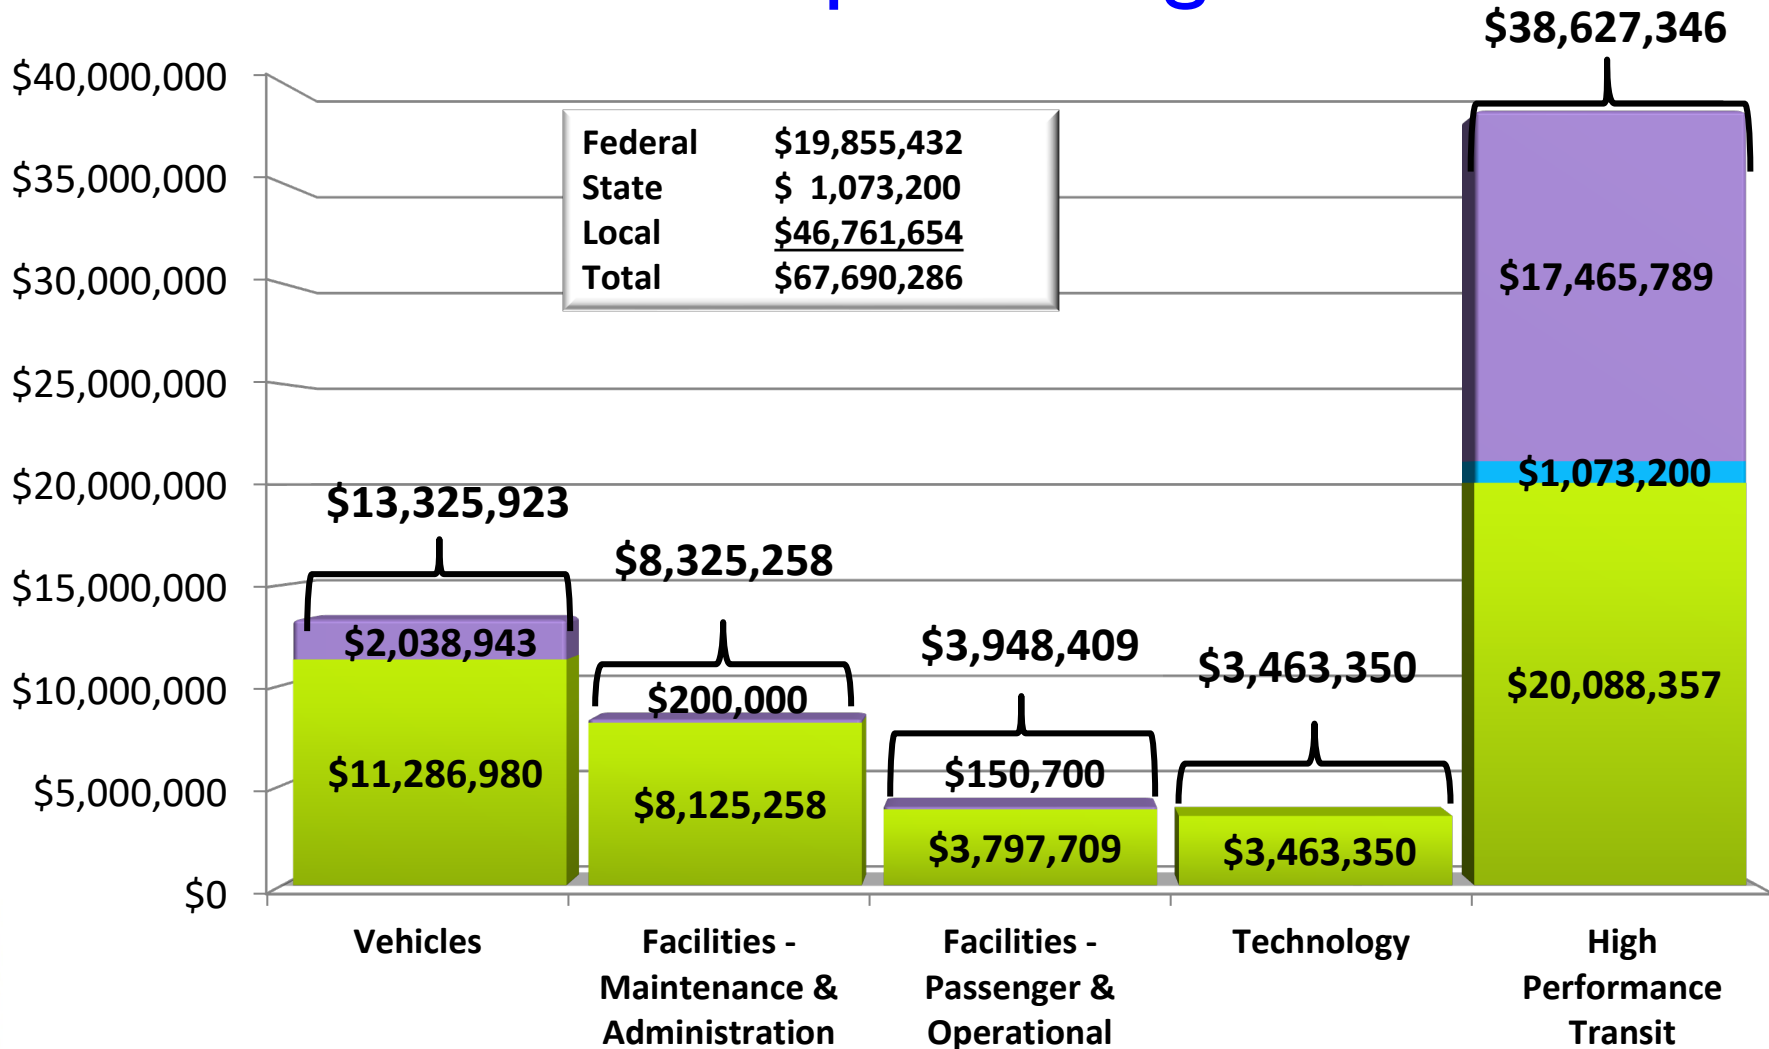 $38,627,346
$40,000,000
$35,000,000
$30,000,000
$25,000,000
$20,000,000
$15,000,000
$10,000,000
$5,000,000
$0
Federal $19,855,432
State $ 1,073,200
Local $46,761,654
Total $67,690,286
$17,465,789
$1,073,200
$20,088,357
$13,325,923
$2,038,943
$11,286,980
$8,325,258
$200,000
$8,125,258
$3,948,409
$150,700
$3,797,709
$3,463,350
$3,463,350
Vehicles
Facilities -
Maintenance &
Administration
Facilities -
Passenger &
Operational
Technology
High
Performance
Transit